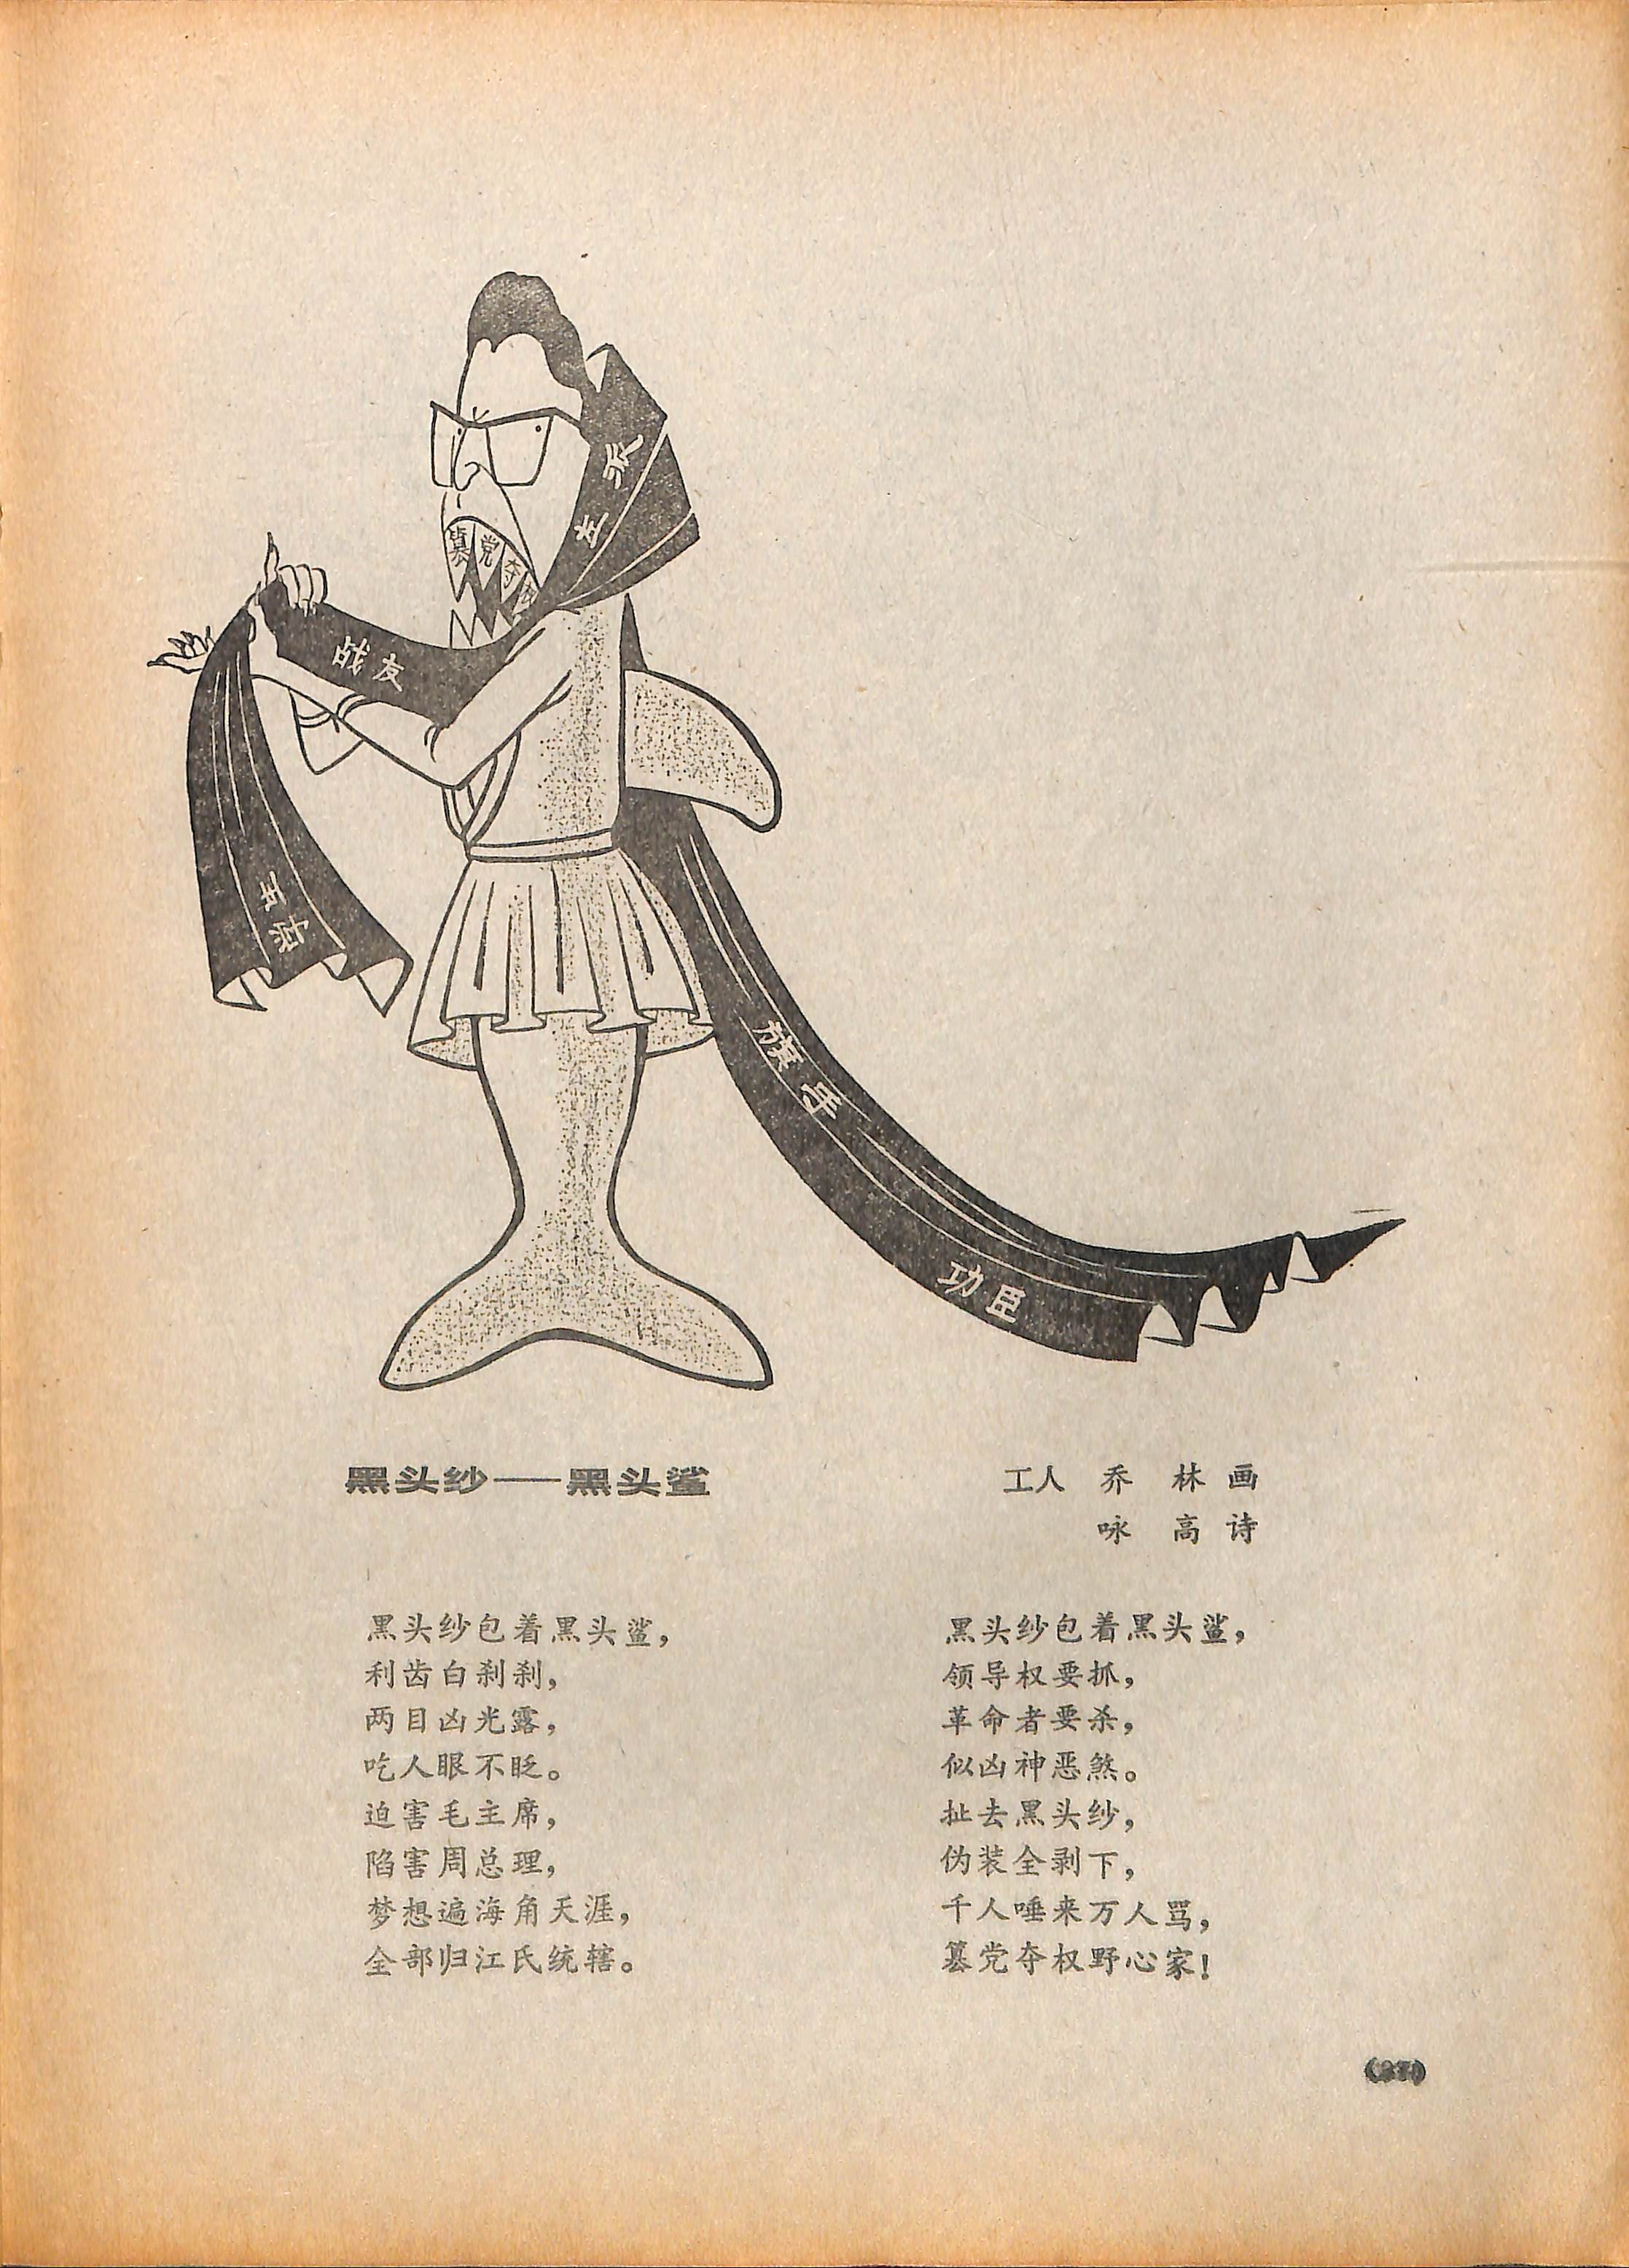 左派
篡党夺权
战友
旗手
功臣
黑头纱——黑头鲨
工人 乔 林 画
咏 高 诗
黑头纱包着黑头鲨，
利齿白刹刹，
两目凶光露，
吃人眼不眨。
迫害毛主席，
陷害周总理，
梦想遍海角天涯，
全部归江氏统辖。
黑头纱包着黑头鲨，
领导权要抓，
革命者要杀，
似凶神恶煞。
扯去黑头纱，
伪装全剥下，
千人唾来万人骂，
篡党夺权野心家！